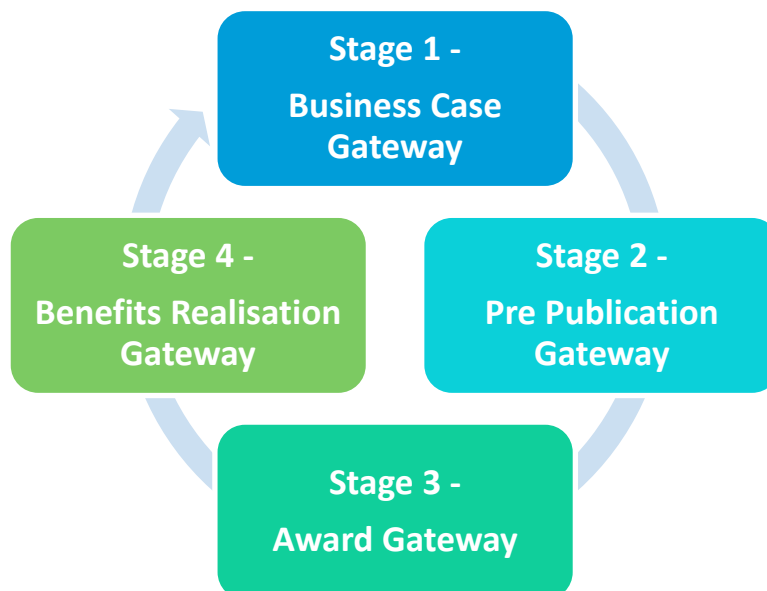 Stage 1 -
Business Case
Gateway
Stage 2 -
Pre Publication
Gateway
Stage 3 -
Award Gateway
Stage 4 -
Benefits Realisation
Gateway